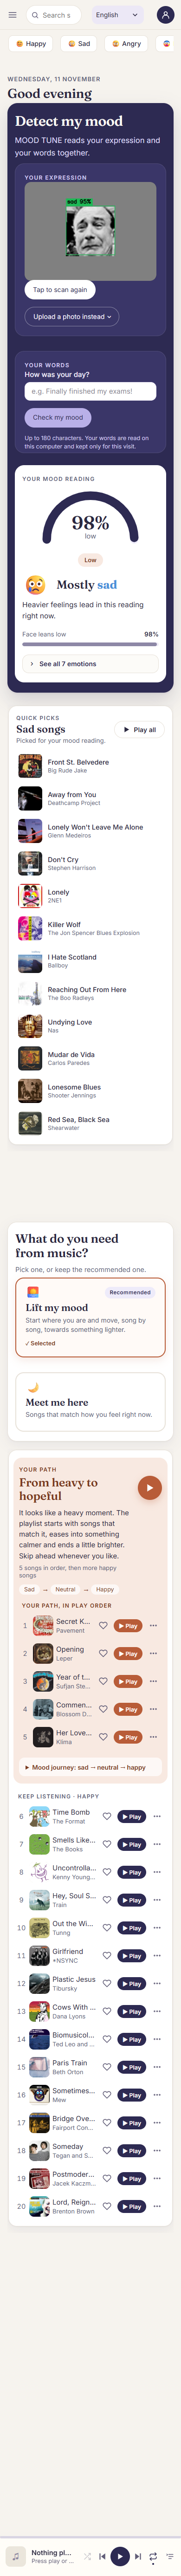 Search s
English
Happy
Sad
Angry
WEDNESDAY, 11 NOVEMBER
Good evening
Detect my mood
MOOD TUNE reads your expression and
your words together.
YOUR EXPRESSION
sad 95%
Tap to scan again
Upload a photo instead
YOUR WORDS
How was your day?
e.g. Finally finished my exams!
Check my mood
Up to 180 characters. Your words are read on
this computer and kept only for this visit.
YOUR MOOD READING
98%
low
Low
Mostly sad
Heavier feelings lead in this reading
right now.
Face leans low 98%
See all 7 emotions
QUICK PICKS
Sad songs
Play all
Picked for your mood reading.
Front St. Belvedere
Big Rude Jake
Away from You
Deathcamp Project
Lonely Won't Leave Me Alone
Glenn Medeiros
Don't Cry
Stephen Harrison
Lonely
2NE1
Killer Wolf
The Jon Spencer Blues Explosion
I Hate Scotland
Ballboy
Reaching Out From Here
The Boo Radleys
Undying Love
Nas
Mudar de Vida
Carlos Paredes
Lonesome Blues
Shooter Jennings
Red Sea, Black Sea
Shearwater
What do you need
from music?
Pick one, or keep the recommended one.
Recommended
Lift my mood
Start where you are and move, song by
song, towards something lighter.
✓ Selected
Meet me here
Songs that match how you feel right now.
YOUR PATH
From heavy to
hopeful
It looks like a heavy moment. The
playlist starts with songs that
match it, eases into something
calmer and ends a little brighter.
Skip ahead whenever you like.
5 songs in order, then more happy
songs
Sad → Neutral → Happy
YOUR PATH, IN PLAY ORDER
1 Secret K... Play
Pavement
2 Opening Play
Leper
3 Year of t... Play
Sufjan Ste...
4 Commen... Play
Blossom D...
5 Her Love... Play
Klima
Mood journey: sad → neutral → happy
KEEP LISTENING · HAPPY
6 Time Bomb Play
The Format
7 Smells Like... Play
The Books
8 Uncontrolla... Play
Kenny Young...
9 Hey, Soul S... Play
Train
10 Out the Wi... Play
Tunng
11 Girlfriend Play
*NSYNC
12 Plastic Jesus Play
Tibursky
13 Cows With ... Play
Dana Lyons
14 Biomusicol... Play
Ted Leo and ...
15 Paris Train Play
Beth Orton
16 Sometimes... Play
Maw
17 Bridge Ove... Play
Fairport Con...
18 Someday Play
Tegan and S...
19 Postmoder... Play
Jacek Kaczm...
20 Lord, Reign... Play
Brenton Brown
Nothing pl...
Press play or ...